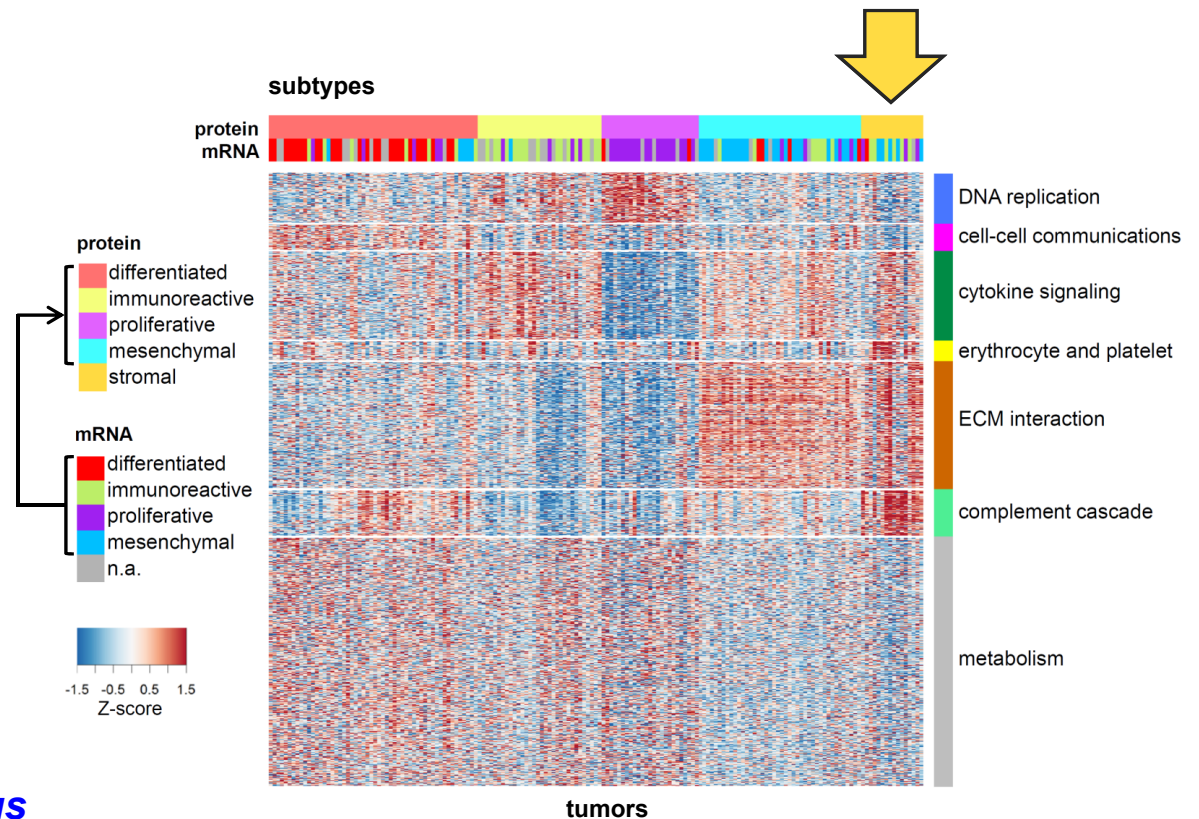 subtypes
protein
mRNA
DNA replication
cell-cell communications
cytokine signaling
erythrocyte and platelet
ECM interaction
complement cascade
metabolism
protein
differentiated
immunoreactive
proliferative
mesenchymal
stromal
mRNA
differentiated
immunoreactive
proliferative
mesenchymal
n.a.
-1.5 -0.5 0.5 1.5
Z-score
tumors